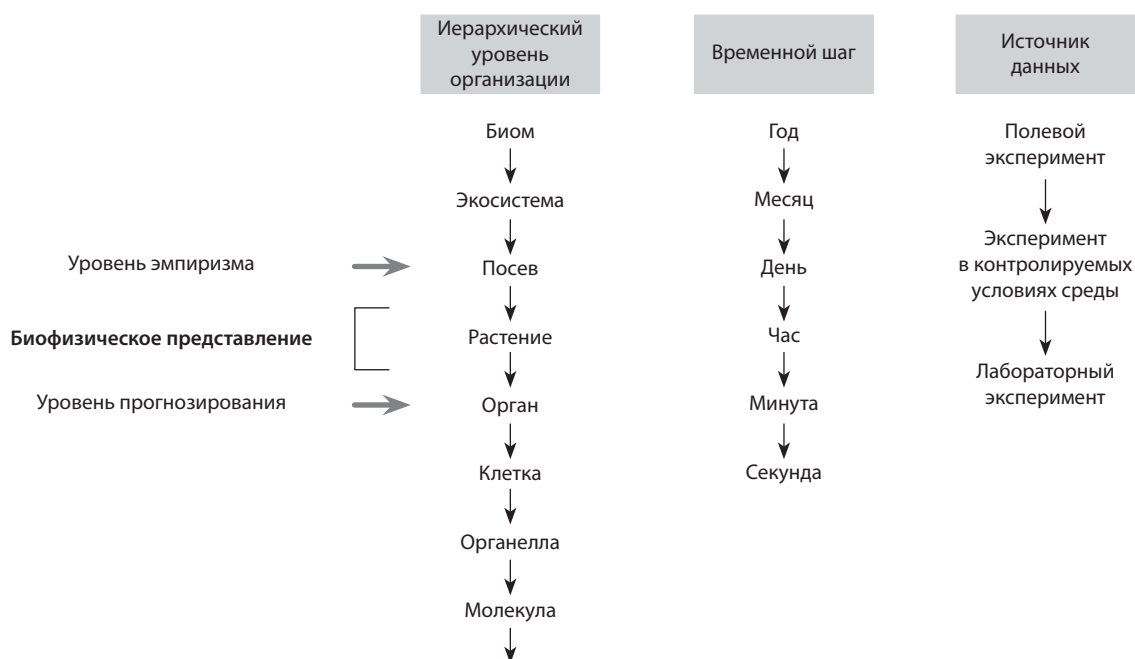 Иерархический
уровень
организации
Временной шаг
Источник
данных
Биом
Год
Полевой
эксперимент
Экосистема
Месяц
Уровень эмпиризма
Посев
День
Эксперимент
в контролируемых
условиях среды
Биофизическое представление
Растение
Час
Уровень прогнозирования
Орган
Минута
Лабораторный
эксперимент
Клетка
Секунда
Органелла
Молекула